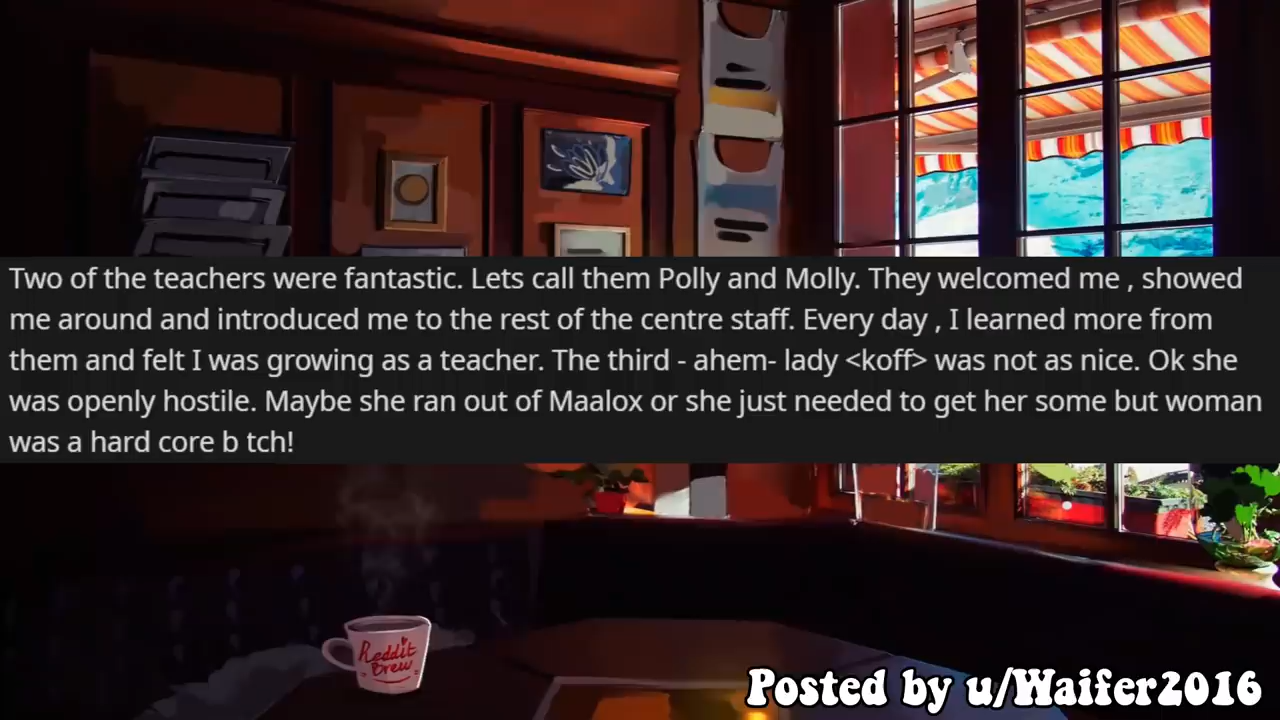 Two of the teachers were fantastic. Lets call them Polly and Molly. They welcomed me , showed
me around and introduced me to the rest of the centre staff. Every day , I learned more from
them and felt I was growing as a teacher. The third - ahem- lady <koff> was not as nice. Ok she
was openly hostile. Maybe she ran out of Maalox or she just needed to get her some but woman
was a hard core b tch!
Reddit
Brew
Posted by u/Waifer2016